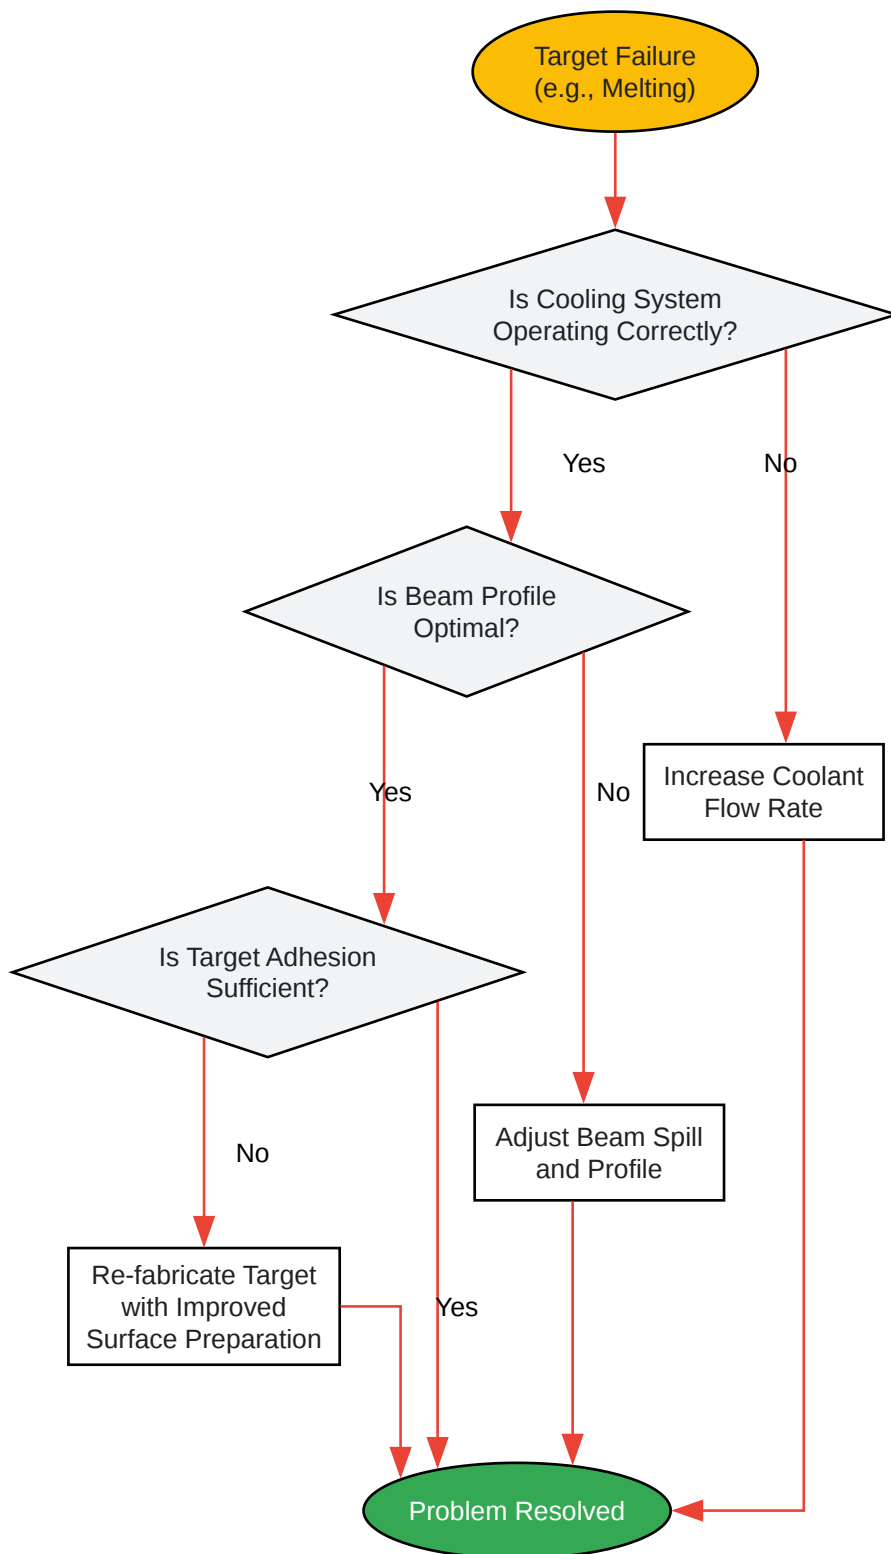 Target Failure
(e.g., Melting)
Is Cooling System
Operating Correctly?
Yes
No
Is Beam Profile
Optimal?
Increase Coolant
Flow Rate
Yes
No
Is Target Adhesion
Sufficient?
Adjust Beam Spill
and Profile
No
Re-fabricate Target
with Improved
Surface Preparation
Yes
Problem Resolved